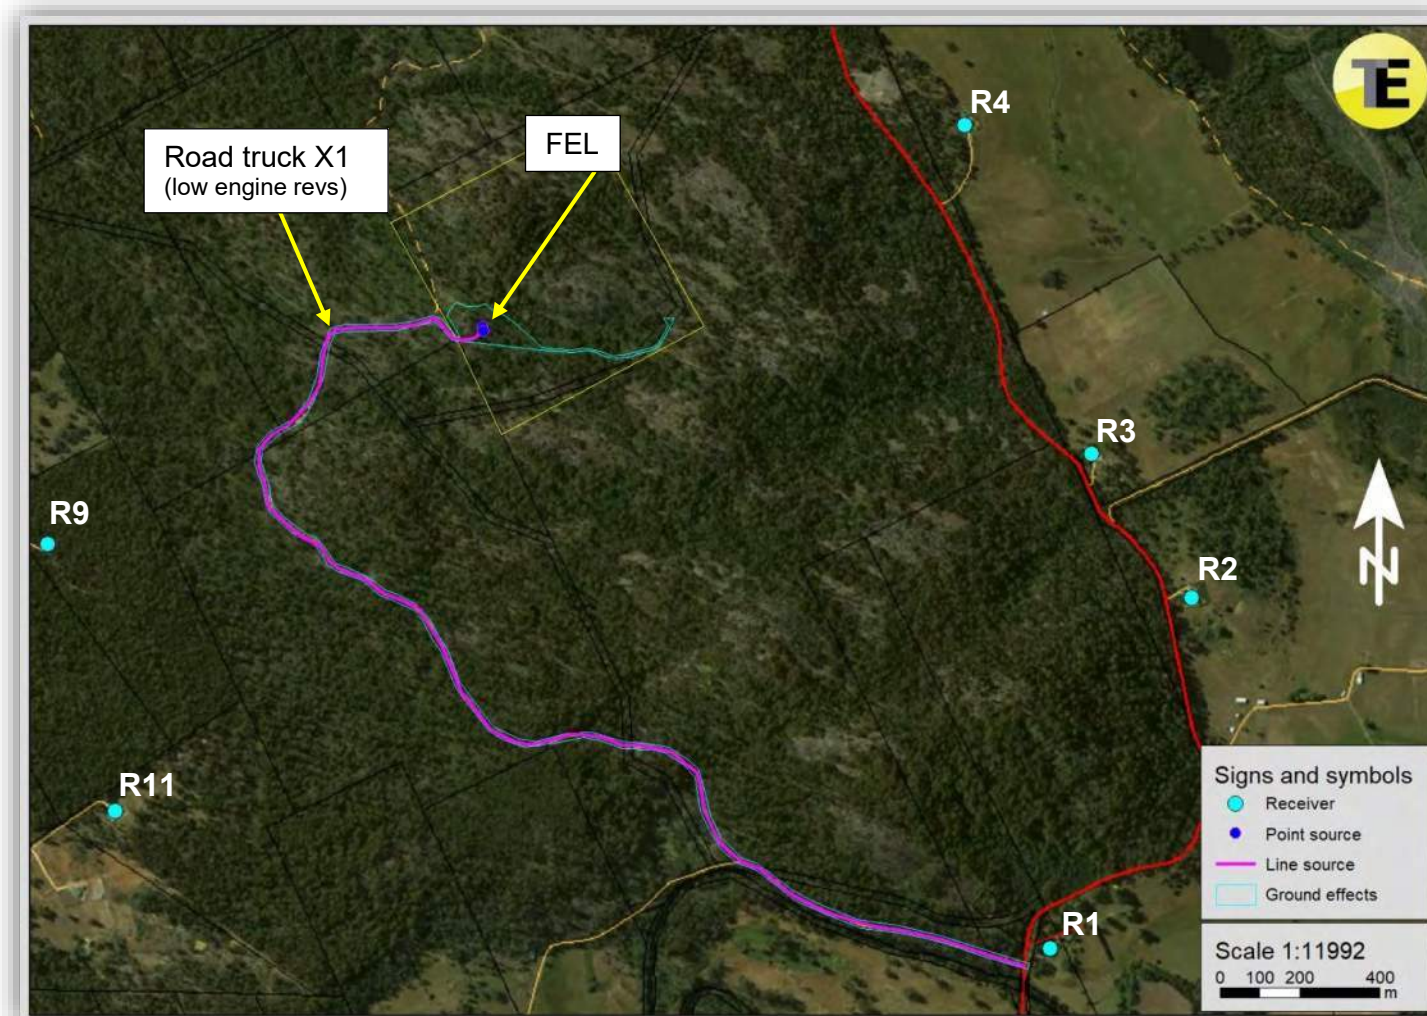 TE
R4
FEL
Road truck X1
(low engine revs)
R3
R9
R2
N
R11
Signs and symbols
Receiver
Point source
Line source
Ground effects
R1
Scale 1:11992
0 100 200 400
m